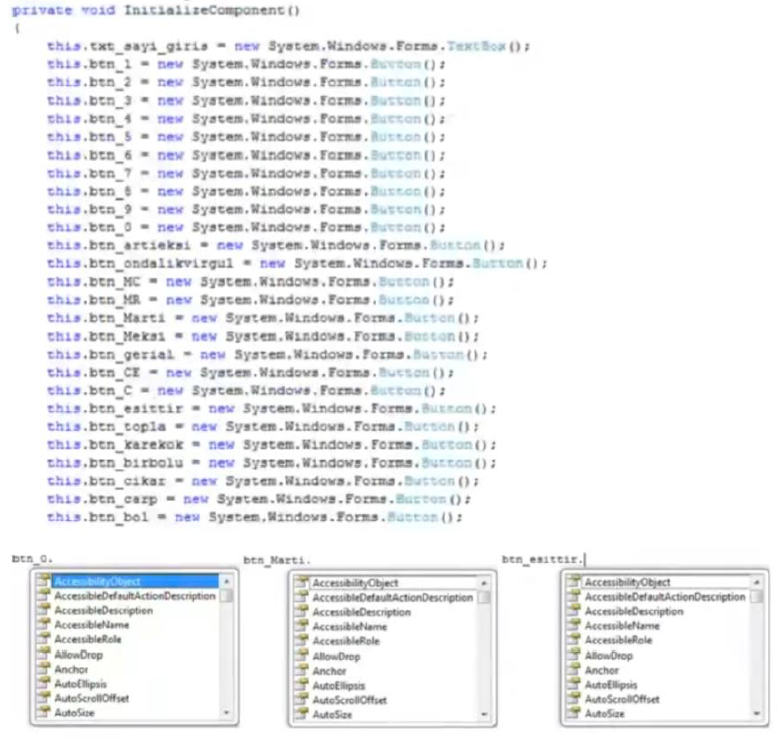 private void InitializeComponent()
{
this.txt_sayi_giris = new System.Windows.Forms.TextBox();
this.btn_1 = new System.Windows.Forms.Button();
this.btn_2 = new System.Windows.Forms.Button();
this.btn_3 = new System.Windows.Forms.Button();
this.btn_4 = new System.Windows.Forms.Button();
this.btn_5 = new System.Windows.Forms.Button();
this.btn_6 = new System.Windows.Forms.Button();
this.btn_7 = new System.Windows.Forms.Button();
this.btn_8 = new System.Windows.Forms.Button();
this.btn_9 = new System.Windows.Forms.Button();
this.btn_0 = new System.Windows.Forms.Button();
this.btn_artieksi = new System.Windows.Forms.Button();
this.btn_ondalikvirgul = new System.Windows.Forms.Button();
this.btn_MC = new System.Windows.Forms.Button();
this.btn_MR = new System.Windows.Forms.Button();
this.btn_Marti = new System.Windows.Forms.Button();
this.btn_Meksi = new System.Windows.Forms.Button();
this.btn_gerial = new System.Windows.Forms.Button();
this.btn_CE = new System.Windows.Forms.Button();
this.btn_C = new System.Windows.Forms.Button();
this.btn_esittir = new System.Windows.Forms.Button();
this.btn_topla = new System.Windows.Forms.Button();
this.btn_karekok = new System.Windows.Forms.Button();
this.btn_birbolu = new System.Windows.Forms.Button();
this.btn_cikar = new System.Windows.Forms.Button();
this.btn_carp = new System.Windows.Forms.Button();
this.btn_bol = new System.Windows.Forms.Button();
btn_0.
AccessibilityObject
AccessibleDefaultActionDescription
AccessibleDescription
AccessibleName
AccessibleRole
AllowDrop
Anchor
AutoEllipsis
AutoScrollOffset
AutoSize
btn_Marti.
AccessibilityObject
AccessibleDefaultActionDescription
AccessibleDescription
AccessibleName
AccessibleRole
AllowDrop
Anchor
AutoEllipsis
AutoScrollOffset
AutoSize
btn_esittir.
AccessibilityObject
AccessibleDefaultActionDescription
AccessibleDescription
AccessibleName
AccessibleRole
AllowDrop
Anchor
AutoEllipsis
AutoScrollOffset
AutoSize